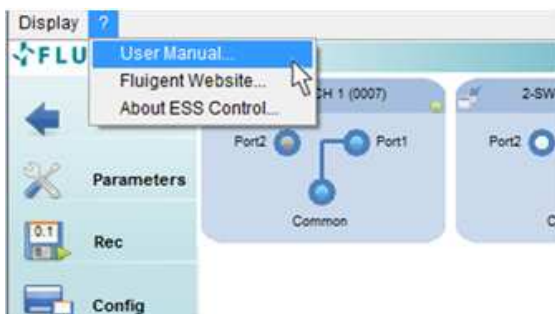 Display ?
FLU
User Manual...
Fluigent Website...
About ESS Control...
CH 1 (0007)
2-SW
Port2
Port1
Port2
Common
C
Parameters
0.1
Rec
Config